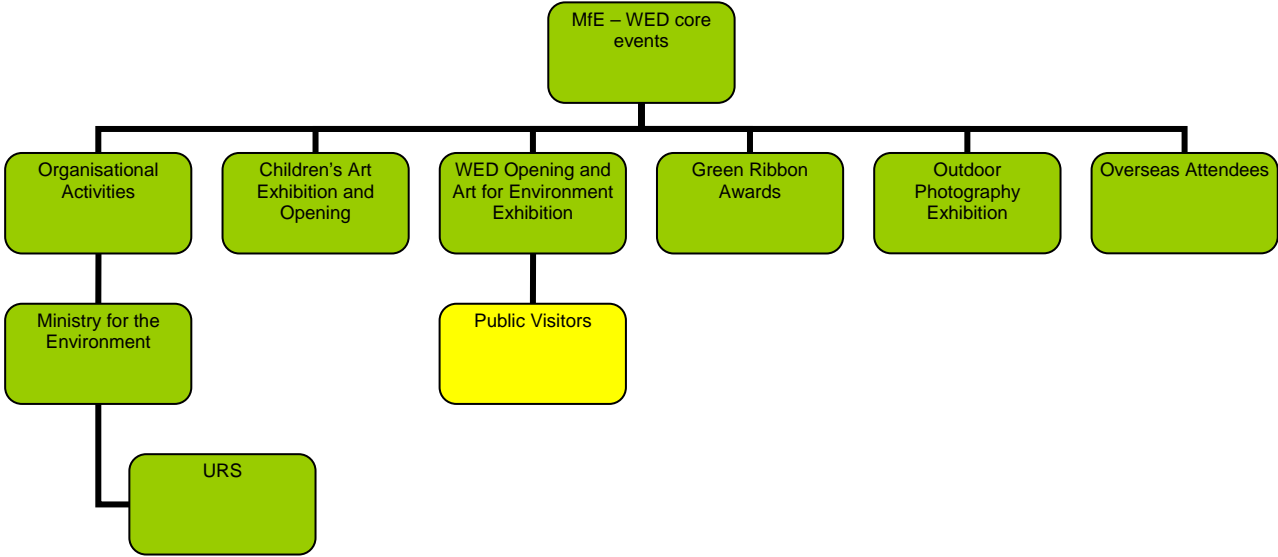 MfE – WED core
events
Organisational
Activities
Children's Art
Exhibition and
Opening
WED Opening and
Art for Environment
Exhibition
Green Ribbon
Awards
Outdoor
Photography
Exhibition
Overseas Attendees
Ministry for the
Environment
Public Visitors
URS